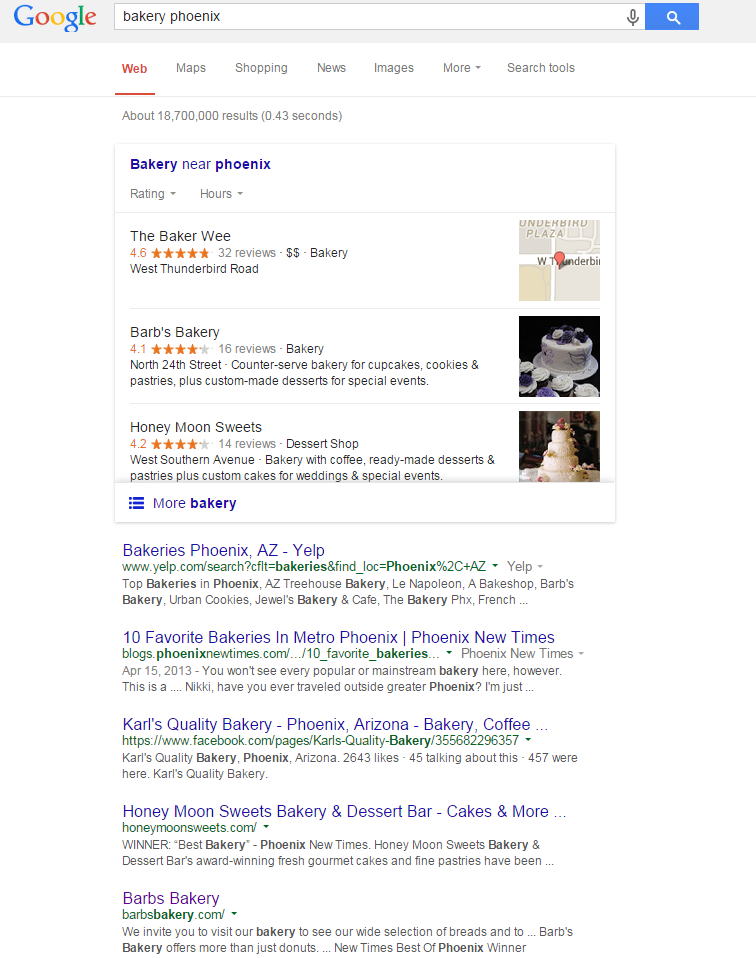 Google bakery phoenix
Web Maps Shopping News Images More Search tools
About 18,700,000 results (0.43 seconds)
Bakery near phoenix
Rating Hours
The Baker Wee
4.6 32 reviews · $$ · Bakery
West Thunderbird Road
UNDERBIRD
PLAZA
W Thunderbir
Barb's Bakery
4.1 16 reviews · Bakery
North 24th Street · Counter-serve bakery for cupcakes, cookies &
pastries, plus custom-made desserts for special events.
Honey Moon Sweets
4.2 14 reviews · Dessert Shop
West Southern Avenue · Bakery with coffee, ready-made desserts &
pastries plus custom cakes for weddings & special events.
More bakery
Bakeries Phoenix, AZ - Yelp
www.yelp.com/search?cflt=bakeries&find_loc=Phoenix%2C+AZ Yelp
Top Bakeries in Phoenix, AZ Treehouse Bakery, Le Napoleon, A Bakeshop, Barb's
Bakery, Urban Cookies, Jewel's Bakery & Cafe, The Bakery Phx, French ...
10 Favorite Bakeries In Metro Phoenix | Phoenix New Times
blogs.phoenixnewtimes.com/.../10_favorite_bakeries... Phoenix New Times
Apr 15, 2013 - You won't see every popular or mainstream bakery here, however.
This is a .... Nikki, have you ever traveled outside greater Phoenix? I'm just ...
Karl's Quality Bakery - Phoenix, Arizona - Bakery, Coffee ...
https://www.facebook.com/pages/Karls-Quality-Bakery/355682296357
Karl's Quality Bakery, Phoenix, Arizona. 2643 likes · 45 talking about this · 457 were
here. Karl's Quality Bakery.
Honey Moon Sweets Bakery & Dessert Bar - Cakes & More ...
honeymoonsweets.com/
WINNER: “Best Bakery” - Phoenix New Times. Honey Moon Sweets Bakery &
Dessert Bar's award-winning fresh gourmet cakes and fine pastries have been ...
Barbs Bakery
barbsbakery.com/
We invite you to visit our bakery to see our wide selection of breads and to ... Barb's
Bakery offers more than just donuts. ... New Times Best Of Phoenix Winner